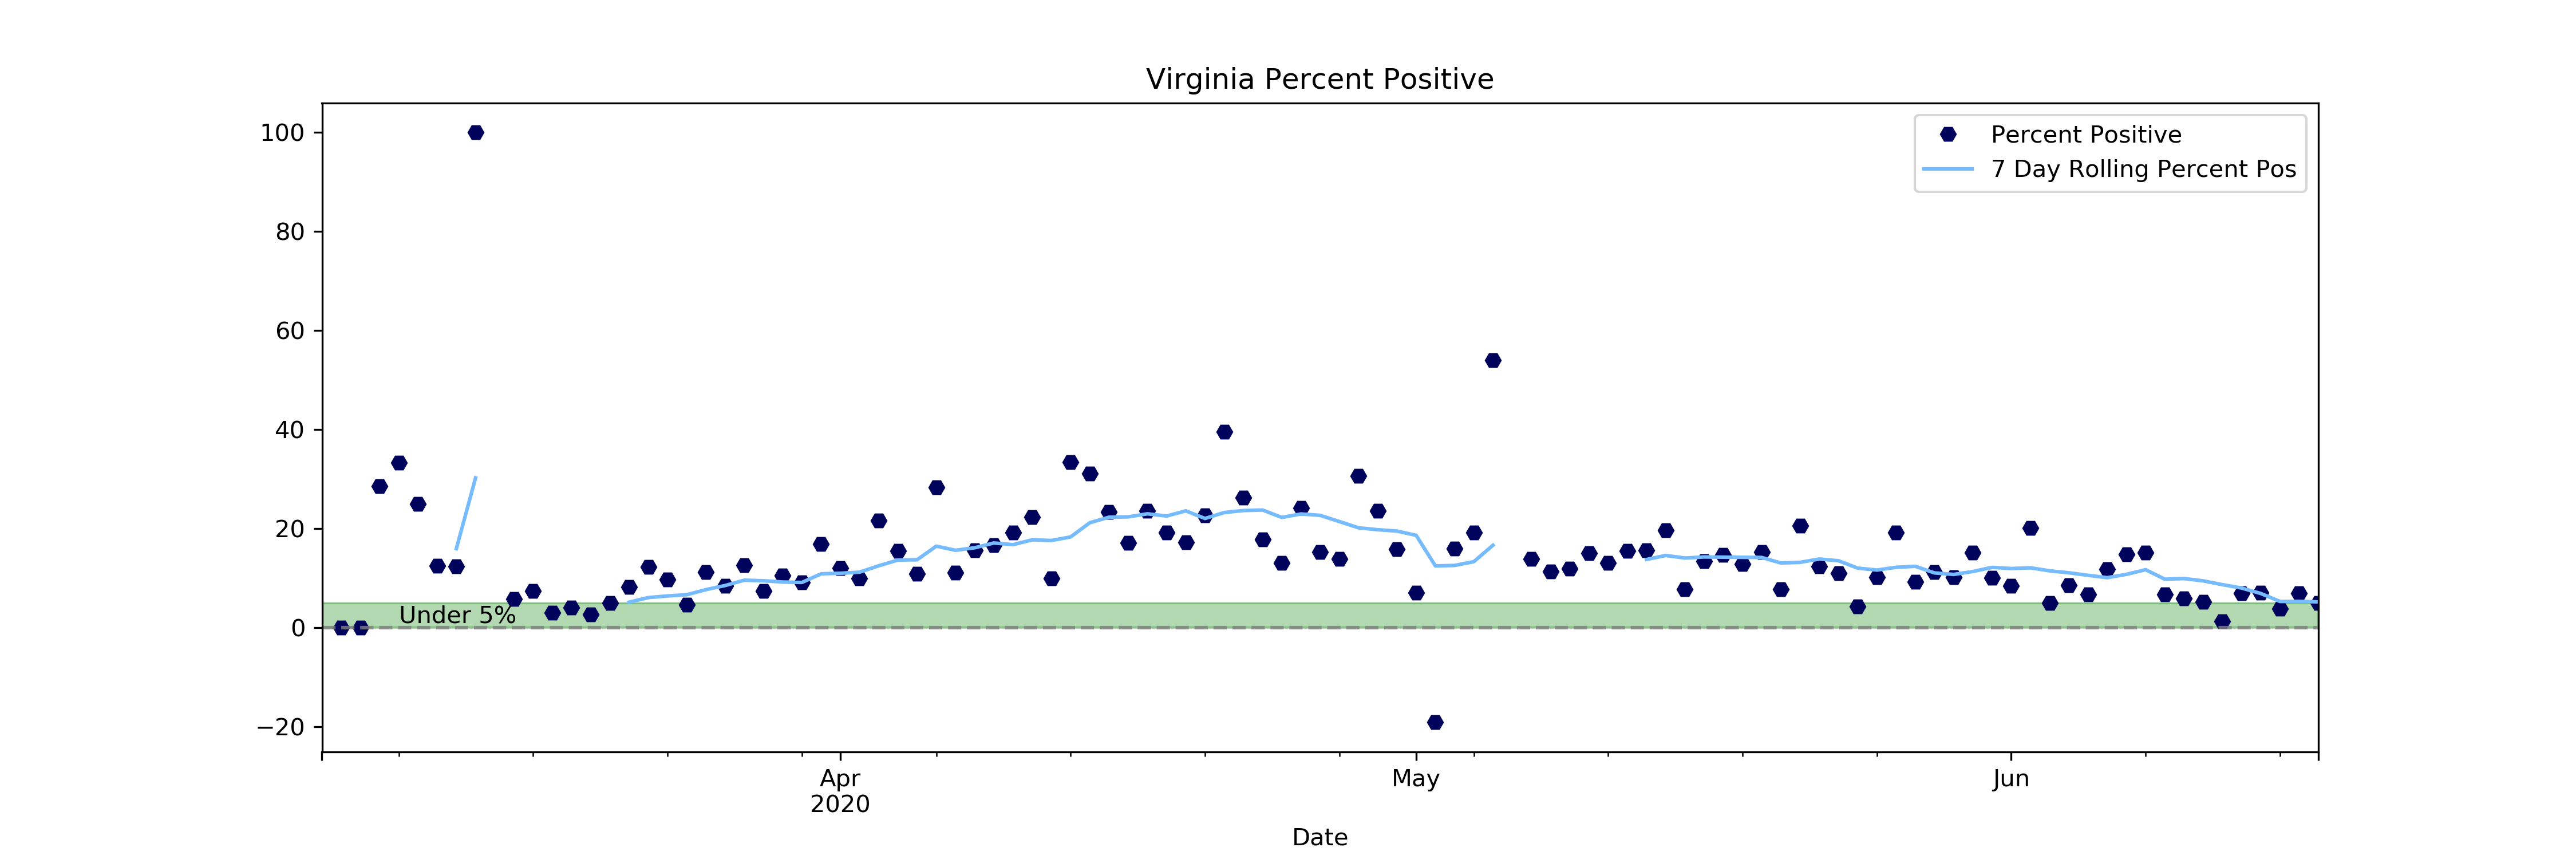 Virginia Percent Positive
100
80
60
40
20
0
−20
Percent Positive
7 Day Rolling Percent Pos
Under 5%
Apr
2020
May
Jun
Date